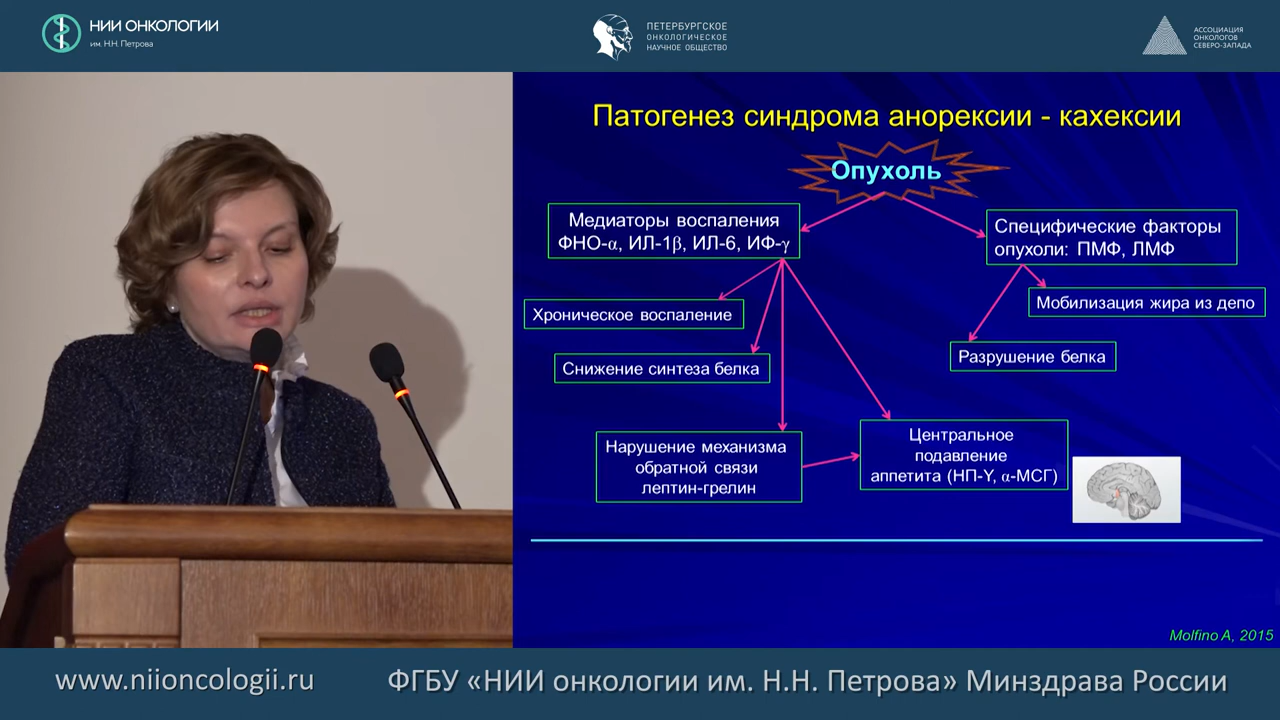 НИИ ОНКОЛОГИИ
им. Н.Н. Петрова
ПЕТЕРБУРГСКОЕ
ОНКОЛОГИЧЕСКОЕ
НАУЧНОЕ ОБЩЕСТВО
АССОЦИАЦИЯ
ОНКОЛОГОВ
СЕВЕРО-ЗАПАДА
Патогенез синдрома анорексии - кахексии
Опухоль
Медиаторы воспаления
ФНО-α, ИЛ-1β, ИЛ-6, ИФ-γ
Специфические факторы
опухоли: ПМФ, ЛМФ
Хроническое воспаление
Мобилизация жира из депо
Снижение синтеза белка
Разрушение белка
Нарушение механизма
обратной связи
лептин-грелин
Центральное
подавление
аппетита (НП-Y, α-МСГ)
Molfino A, 2015
www.niioncologii.ru
ФГБУ «НИИ онкологии им. Н.Н. Петрова» Минздрава России